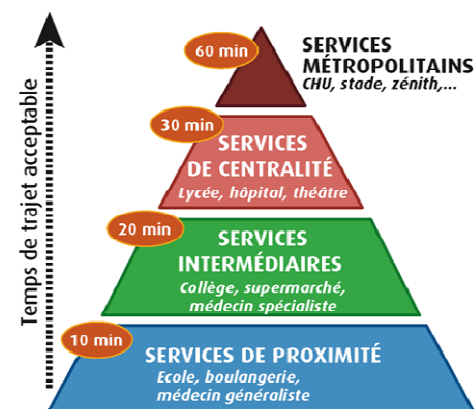 Temps de trajet acceptable
60 min
SERVICES
MÉTROPOLITAINS
CHU, stade, zénith,...
30 min
SERVICES
DE CENTRALITÉ
Lycée, hôpital, théâtre
20 min
SERVICES
INTERMÉDIAIRES
Collège, supermarché,
médecin spécialiste
10 min
SERVICES DE PROXIMITÉ
Ecole, boulangerie,
médecin généraliste